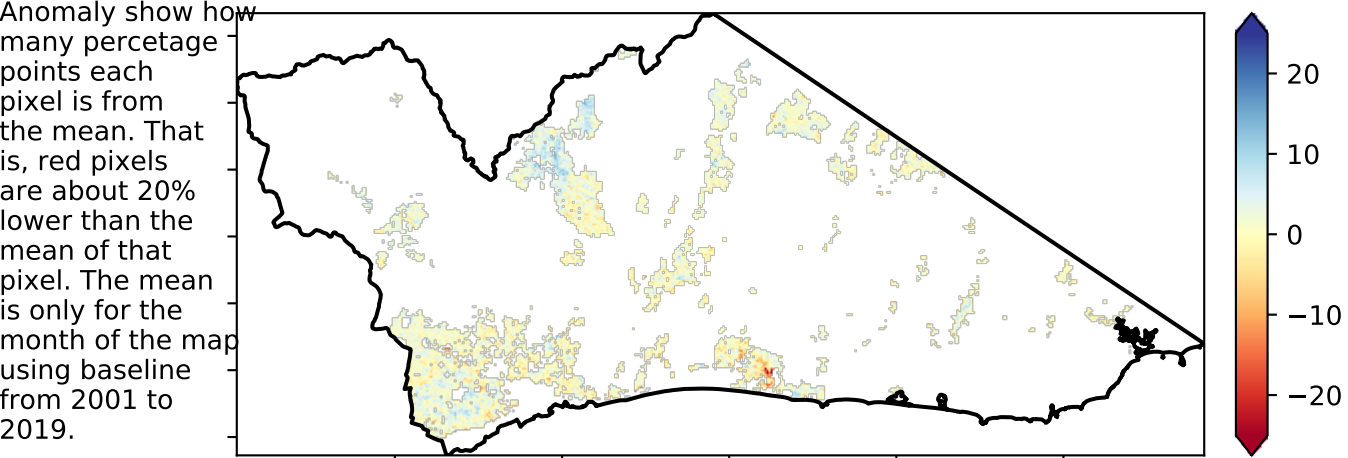 Anomaly show how
many percetage
points each
pixel is from
the mean. That
is, red pixels
are about 20%
lower than the
mean of that
pixel. The mean
is only for the
month of the map
using baseline
from 2001 to
2019.
20
10
0
−10
−20